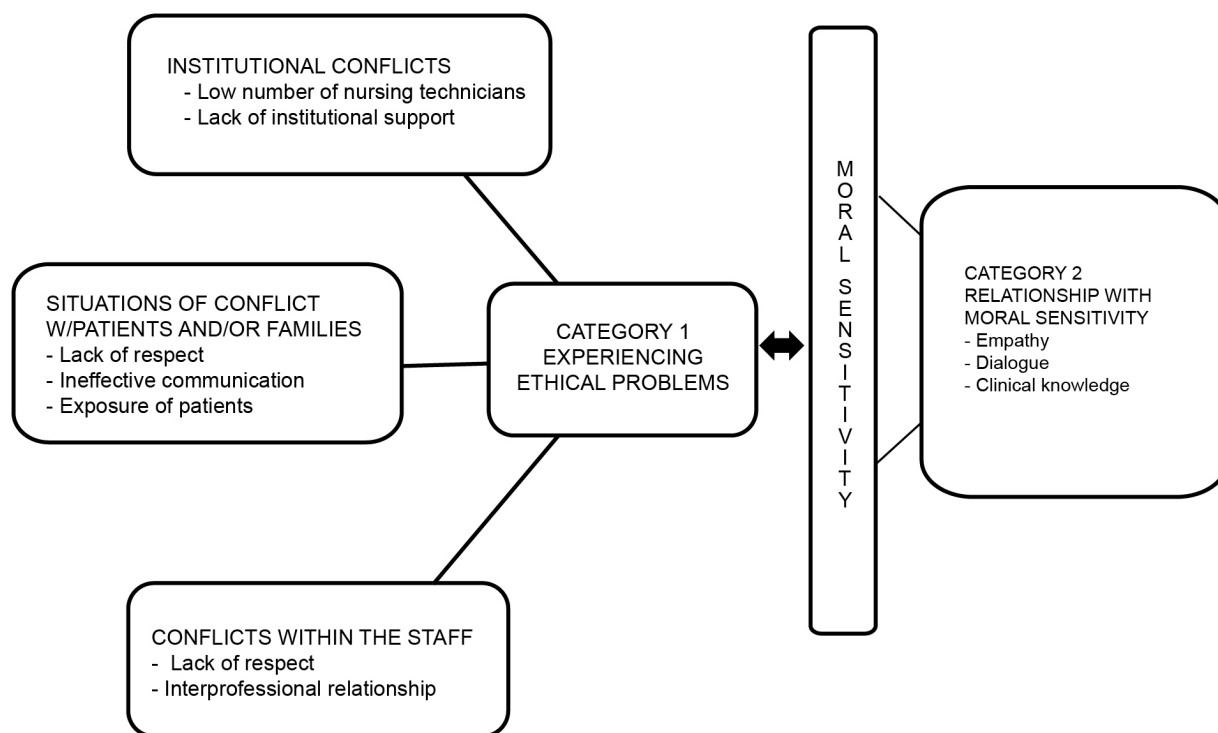 INSTITUTIONAL CONFLICTS
- Low number of nursing technicians
- Lack of institutional support
SITUATIONS OF CONFLICT
W/PATIENTS AND/OR FAMILIES
- Lack of respect
- Ineffective communication
- Exposure of patients
CONFLICTS WITHIN THE STAFF
- Lack of respect
- Interprofessional relationship
CATEGORY 1
EXPERIENCING
ETHICAL PROBLEMS
MORAL SENSITIVITY
CATEGORY 2
RELATIONSHIP WITH
MORAL SENSITIVITY
- Empathy
- Dialogue
- Clinical knowledge